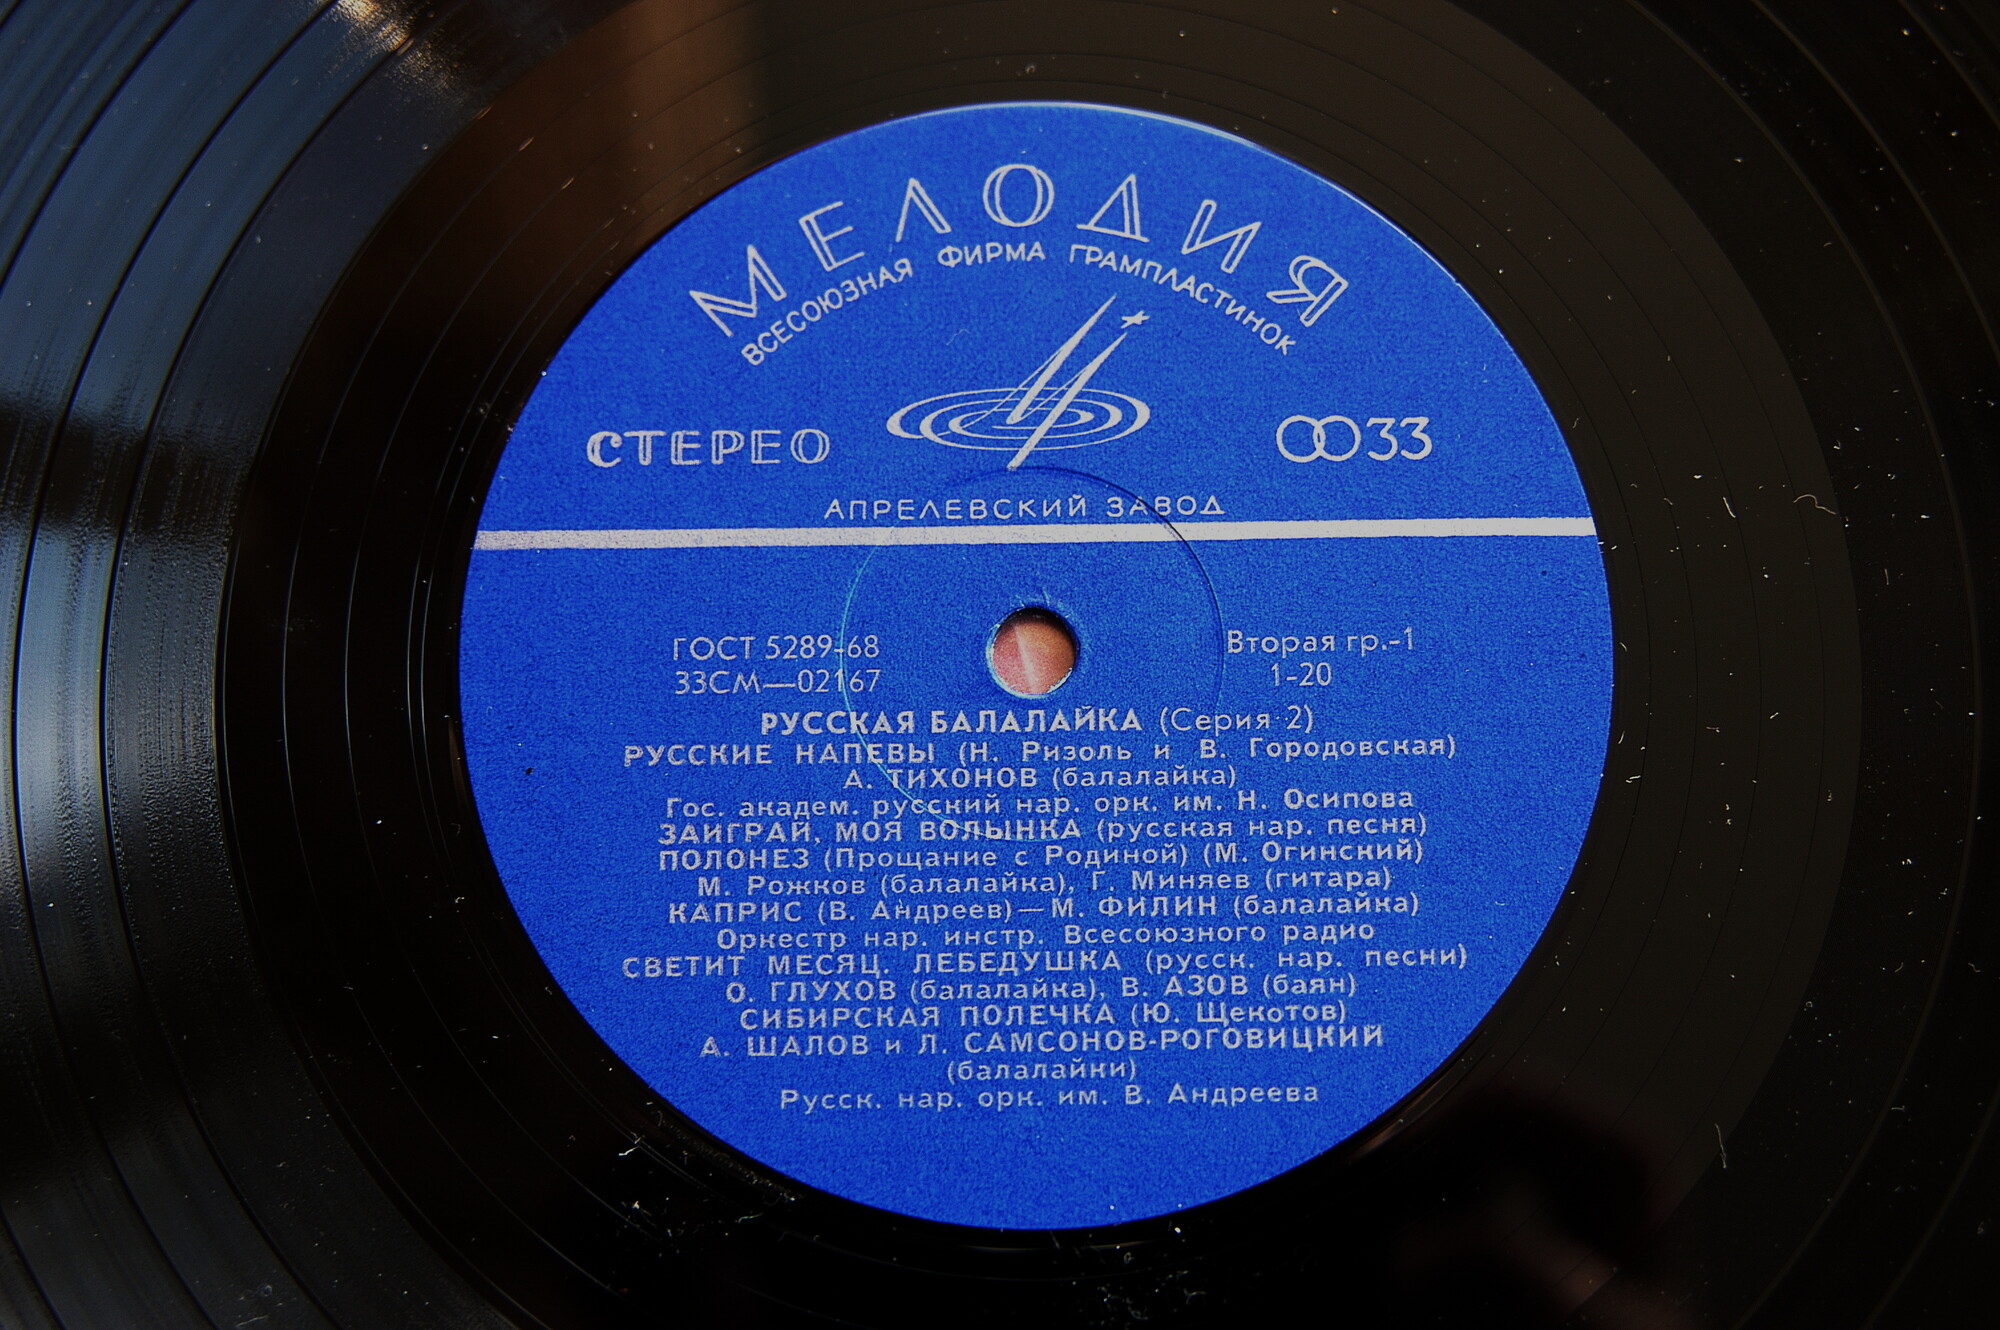 МЕЛОДИЯ
ВСЕСОЮЗНАЯ ФИРМА ГРАМПЛАСТИНОК
СТЕРЕО
33
АПРЕЛЕВСКИЙ ЗАВОД
ГОСТ 5289-68
33СМ—02167
Вторая гр.-1
1-20
РУССКАЯ БАЛАЛАЙКА (Серия 2)
РУССКИЕ НАПЕВЫ (Н. Ризоль и В. Городовская)
А. ТИХОНОВ (балалайка)
Гос. академ. русский нар. орк. им. Н. Осипова
ЗАИГРАЙ, МОЯ ВОЛЫНКА (русская нар. песня)
ПОЛОНЕЗ (Прощание с Родиной) (М. Огинский)
М. Рожков (балалайка), Г. Миняев (гитара)
КАПРИС (В. Андреев)—М. ФИЛИН (балалайка)
Оркестр нар. инстр. Всесоюзного радио
СВЕТИТ МЕСЯЦ. ЛЕБЕДУШКА (русск. нар. песни)
О. ГЛУХОВ (балалайка), В. АЗОВ (баян)
СИБИРСКАЯ ПОЛЕЧКА (Ю. Щекотов)
А. ШАЛОВ и Л. САМСОНОВ-РОГОВИЦКИЙ
(балалайки)
Русск. нар. орк. им. В. Андреева